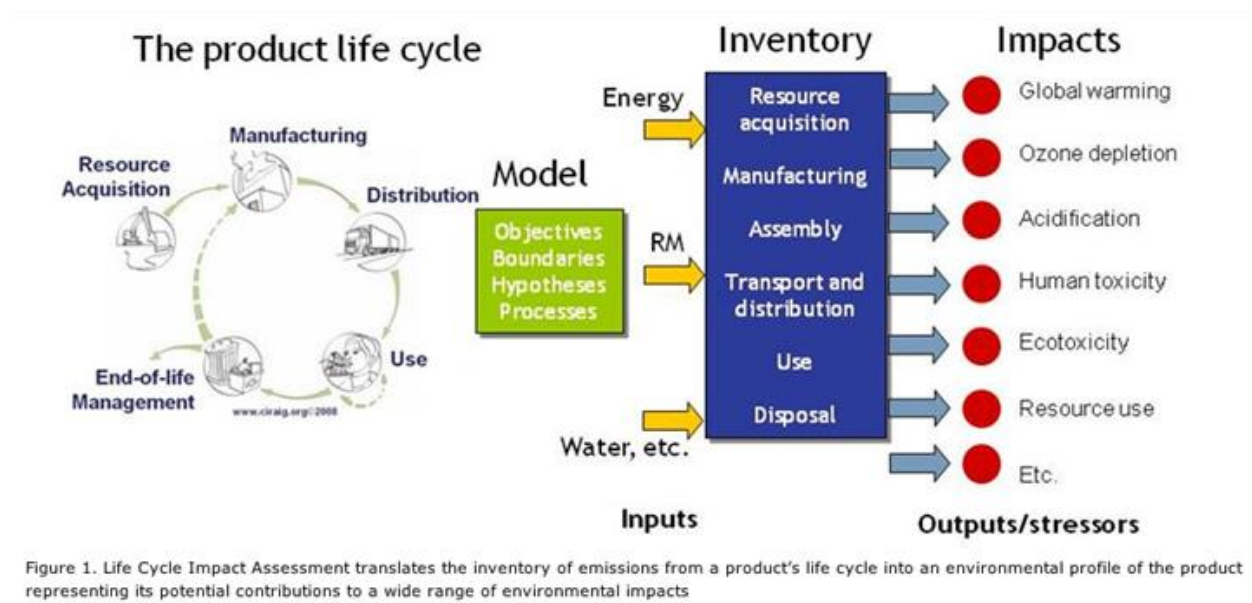 The product life cycle
Manufacturing
Resource
Acquisition
Distribution
Use
End-of-life
Management
www.ciraig.org©2008
Model
Objectives
Boundaries
Hypotheses
Processes
Energy
RM
Water, etc.
Inputs
Inventory
Resource
acquisition
Manufacturing
Assembly
Transport and
distribution
Use
Disposal
Impacts
Global warming
Ozone depletion
Acidification
Human toxicity
Ecotoxicity
Resource use
Etc.
Outputs/stressors
Figure 1. Life Cycle Impact Assessment translates the inventory of emissions from a product's life cycle into an environmental profile of the product
representing its potential contributions to a wide range of environmental impacts